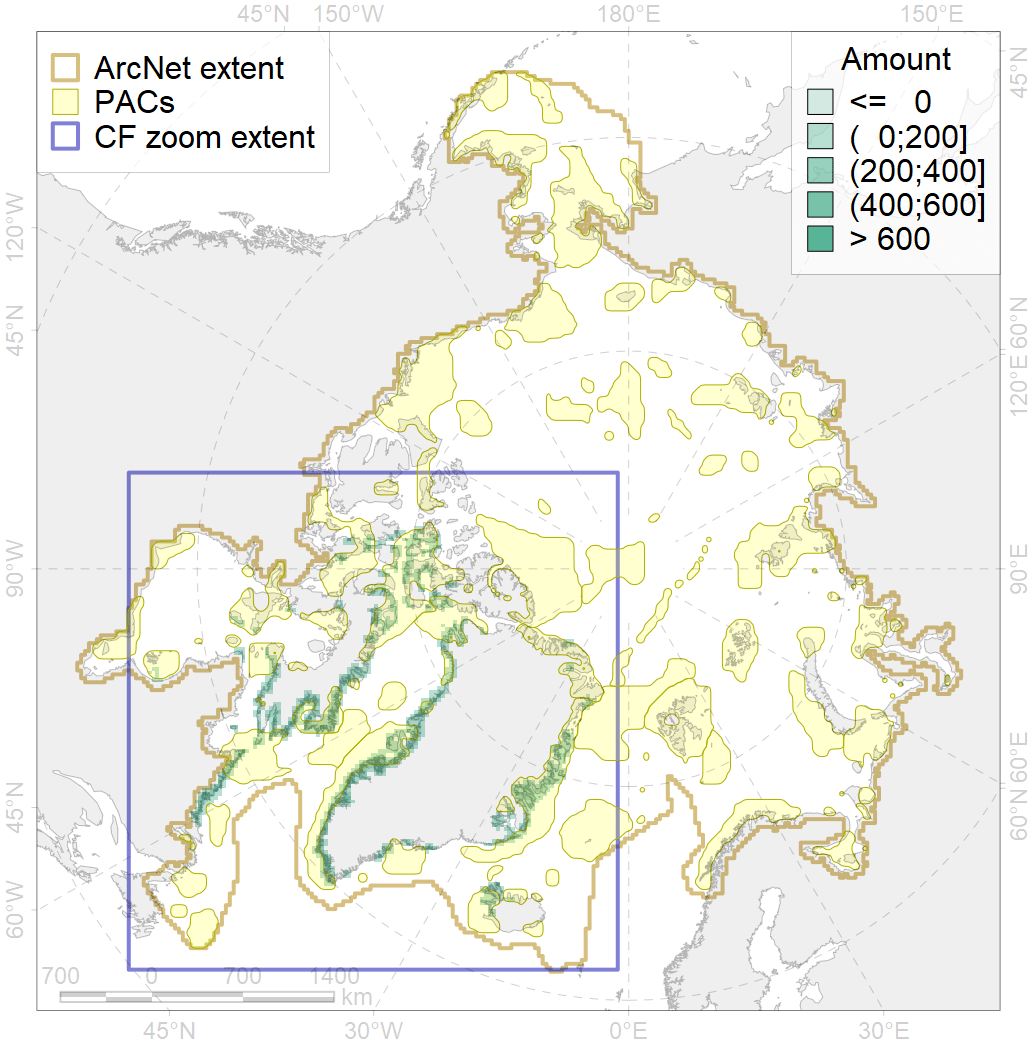 45°N 150°W 180°E 150°E
ArcNet extent
PACs
CF zoom extent
Amount
<= 0
( 0;200]
(200;400]
(400;600]
> 600
45°N
120°W
45°N
60°N
120°E
90°W
90°E
45°N
60°E
60°N
60°W
700 0 700 1400
km
45°N 30°W 0°E 30°E